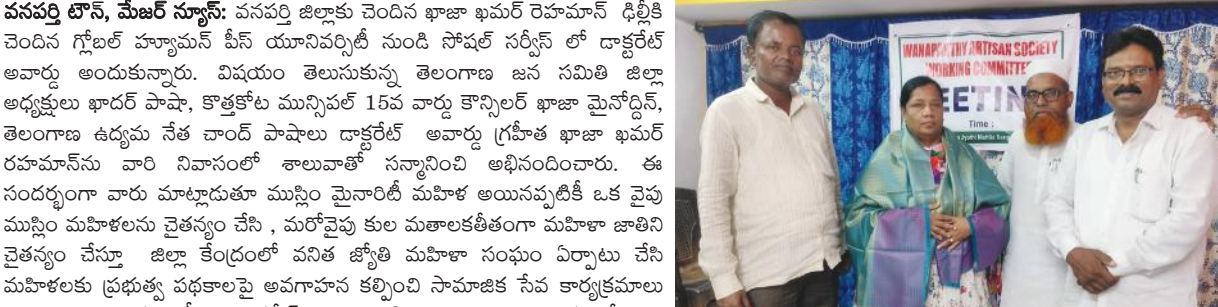 వనపర్తి టౌన్, మేజర్ న్యూస్: వనపర్తి జిల్లాకు చెందిన ఖాజా ఖమర్ రెహమాన్ ఢిల్లీకి
చెందిన గ్లోబల్ హ్యూమన్ పీస్ యూనివర్సిటీ నుండి సోషల్ సర్వీస్ లో డాక్టరేట్
అవార్డు అందుకున్నారు. విషయం తెలుసుకున్న తెలంగాణ జన సమితి జిల్లా
అధ్యక్షులు ఖాదర్ పాషా, కొత్తకోట మున్సిపల్ 15వ వార్డు కౌన్సిలర్ ఖాజా మైనోద్దిన్,
తెలంగాణ ఉద్యమ నేత చాంద్ పాషాలు డాక్టరేట్ అవార్డు గ్రహీత ఖాజా ఖమర్
రహమాన్‌ను వారి నివాసంలో శాలువాతో సన్మానించి అభినందించారు. ఈ
సందర్భంగా వారు మాట్లాడుతూ ముస్లిం మైనారిటీ మహిళ అయినప్పటికీ ఒక వైపు
ముస్లిం మహిళలను చైతన్యం చేసి , మరోవైపు కుల మతాలకతీతంగా మహిళా జాతిని
చైతన్యం చేస్తూ జిల్లా కేంద్రంలో వనిత జ్యోతి మహిళా సంఘం ఏర్పాటు చేసి
మహిళలకు ప్రభుత్వ పథకాలపై అవగాహన కల్పించి సామాజిక సేవ కార్యక్రమాలు
WANAPARTHY ARTISAN SOCIETY
WORKING COMMITTEE
EETIN
Time :
Jyothi Mahila